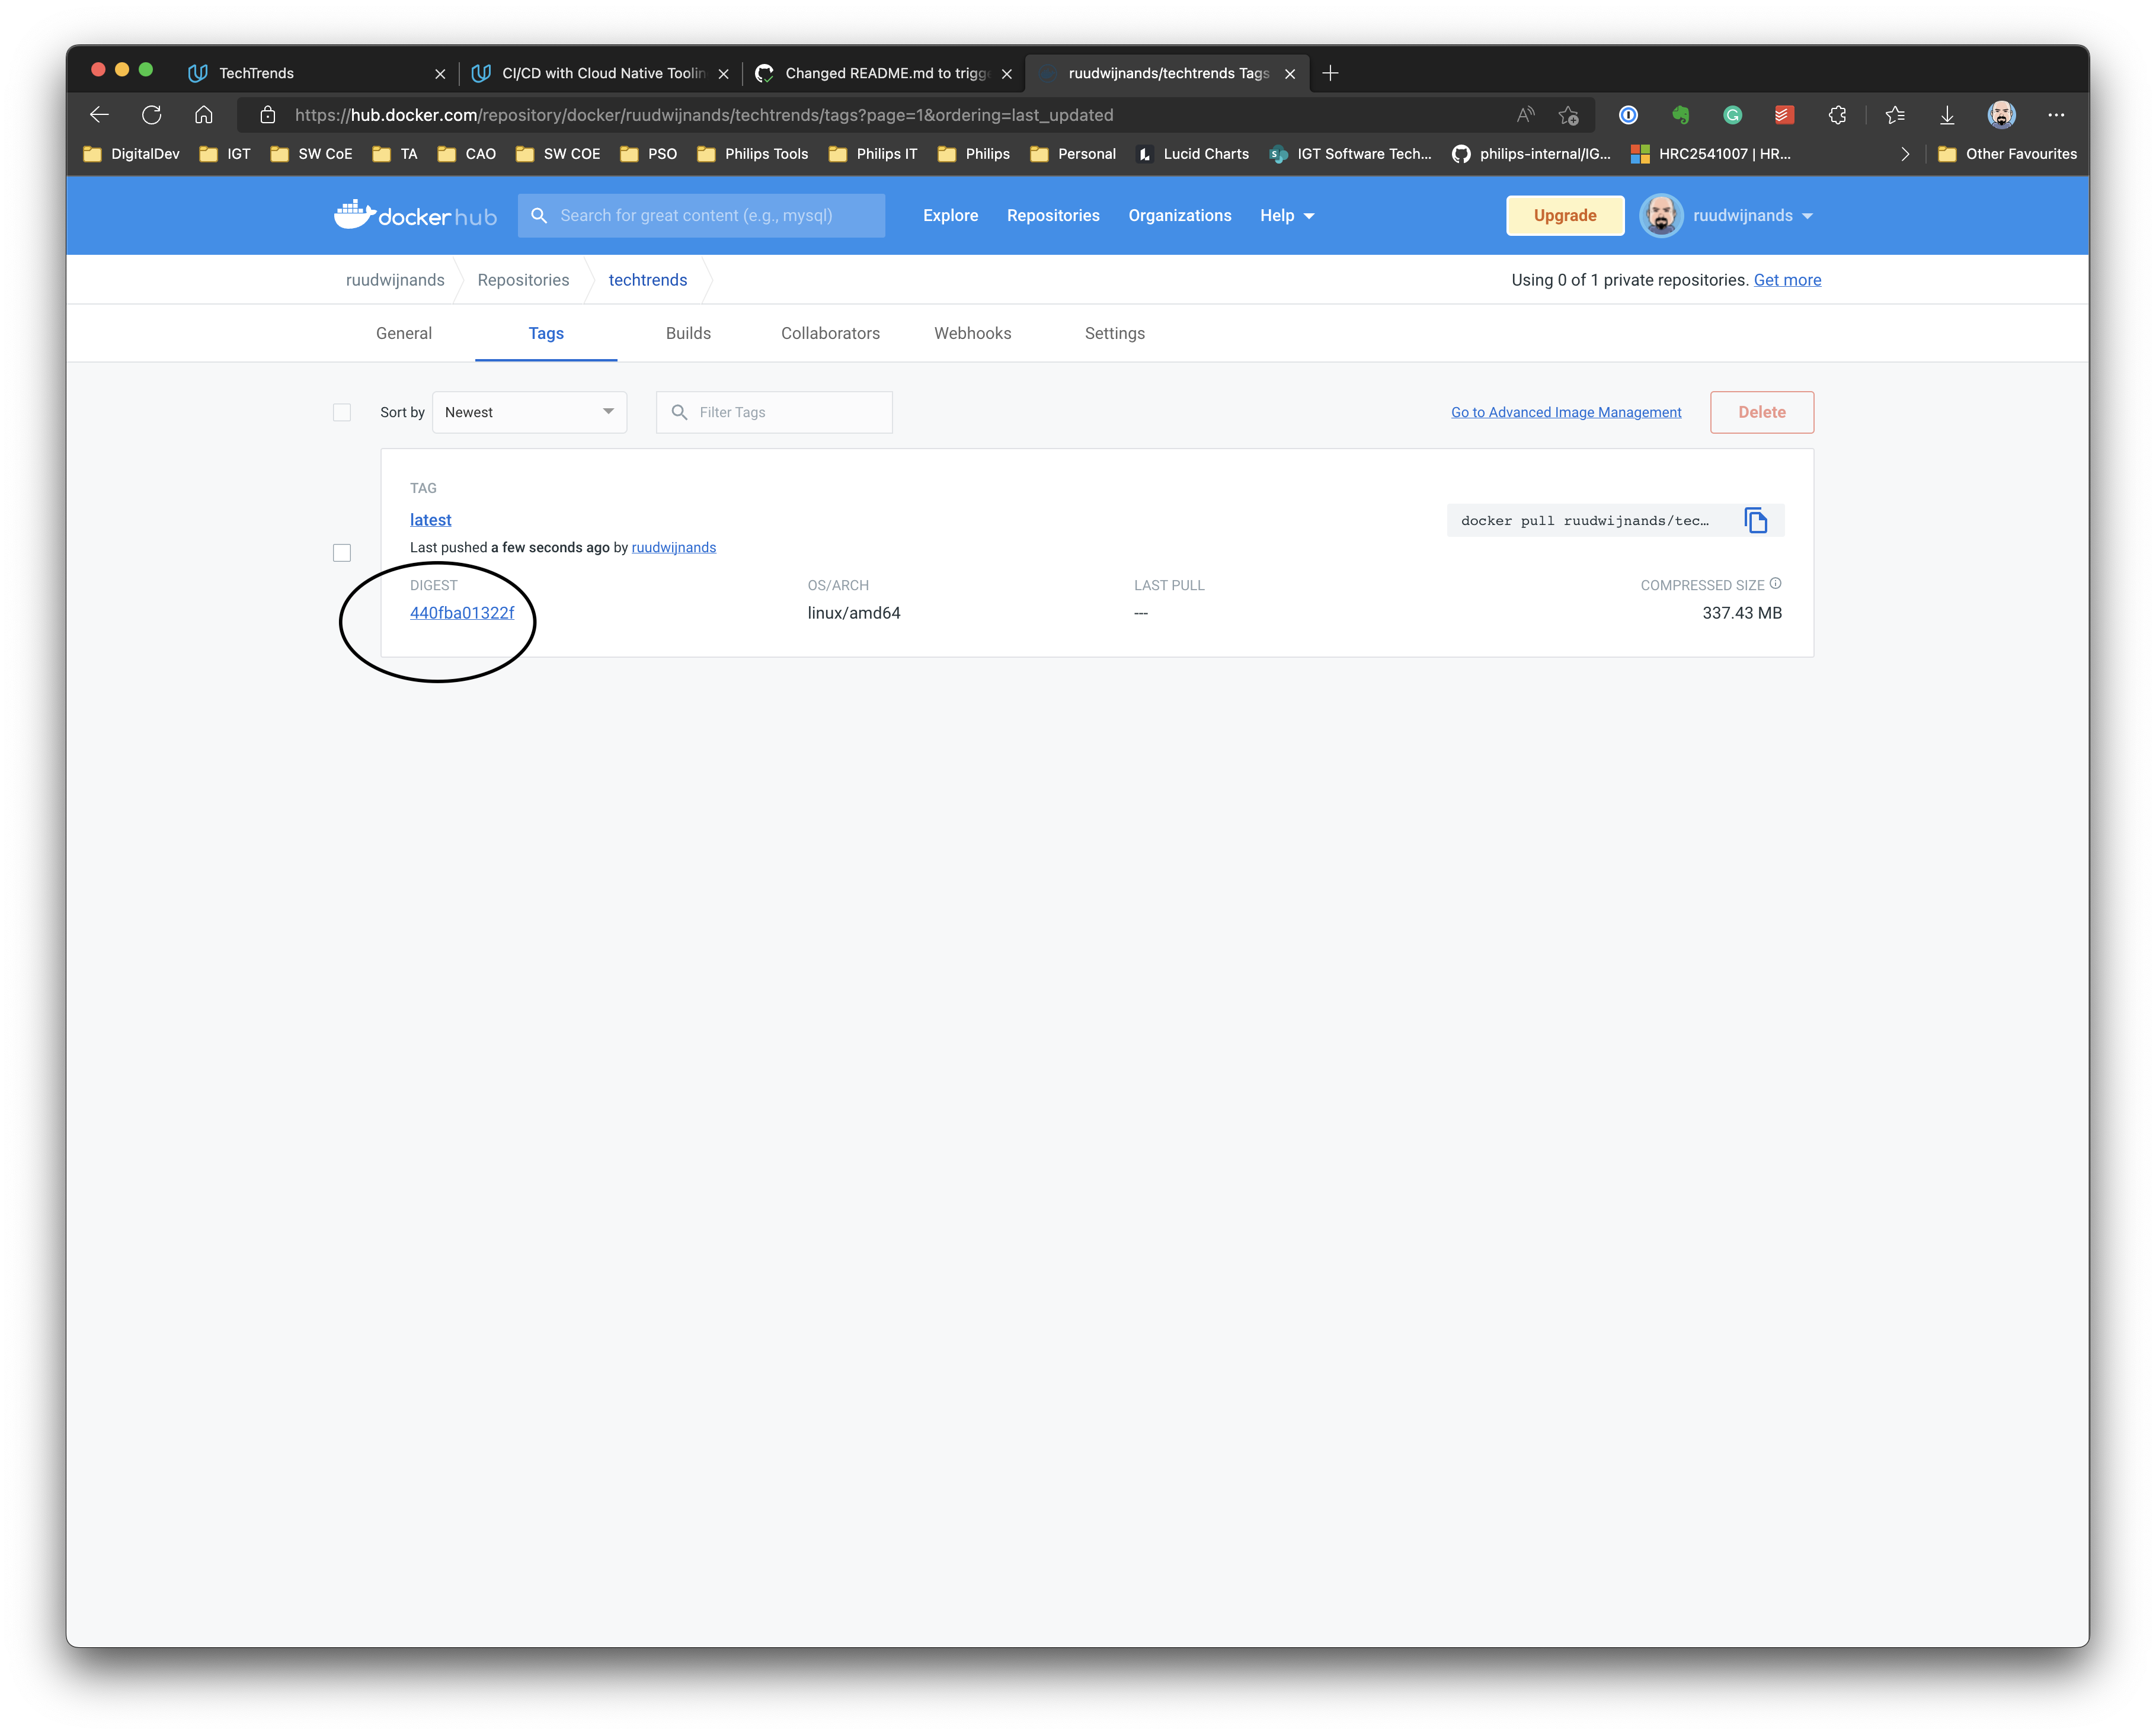 TechTrends
CI/CD with Cloud Native Toolin
Changed README.md to trigge
ruudwijnands/techtrends Tags
https://hub.docker.com/repository/docker/ruudwijnands/techtrends/tags?page=1&ordering=last_updated
DigitalDev IGT SW CoE TA CAO SW COE PSO Philips Tools Philips IT Philips Personal Lucid Charts IGT Software Tech... philips-internal/IG... HRC2541007 | HR... Other Favourites
docker hub Search for great content (e.g., mysql) Explore Repositories Organizations Help Upgrade ruudwijnands
ruudwijnands Repositories techtrends Using 0 of 1 private repositories. Get more
General Tags Builds Collaborators Webhooks Settings
Sort by Newest Filter Tags Go to Advanced Image Management Delete
TAG
latest
docker pull ruudwijnands/tec...
Last pushed a few seconds ago by ruudwijnands
DIGEST OS/ARCH LAST PULL COMPRESSED SIZE
440fba01322f linux/amd64 --- 337.43 MB